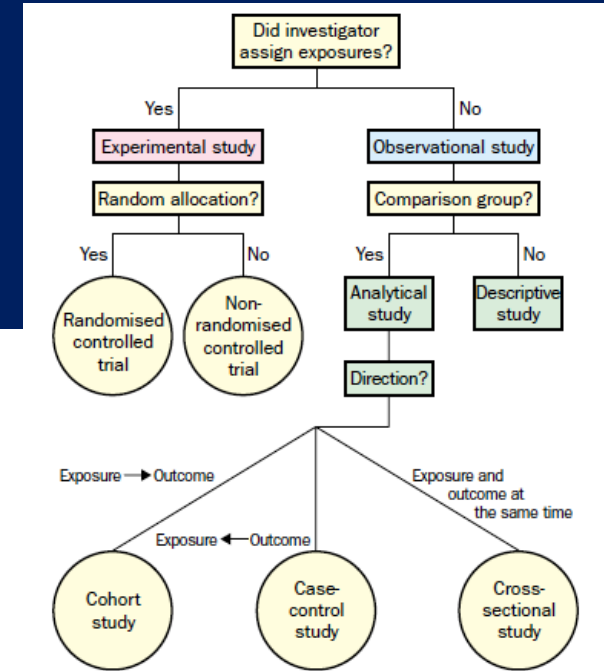 Did investigator
assign exposures?
Yes
No
Experimental study
Observational study
Random allocation?
Comparison group?
Yes
No
Yes
No
Randomised
controlled
trial
Non-
randomised
controlled
trial
Analytical
study
Descriptive
study
Direction?
Exposure → Outcome
Exposure and
outcome at
the same time
Exposure ← Outcome
Cohort
study
Case-
control
study
Cross-
sectional
study